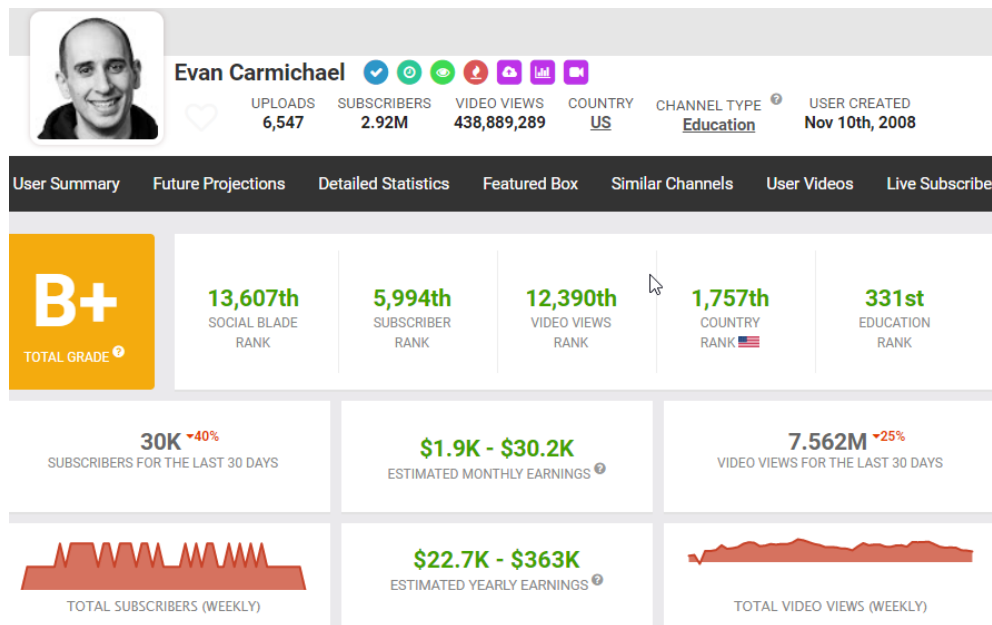 Evan Carmichael
UPLOADS SUBSCRIBERS VIDEO VIEWS COUNTRY CHANNEL TYPE ? USER CREATED
6,547 2.92M 438,889,289 US Education Nov 10th, 2008
User Summary Future Projections Detailed Statistics Featured Box Similar Channels User Videos Live Subscribe
B+
TOTAL GRADE ?
13,607th 5,994th 12,390th 1,757th 331st
SOCIAL BLADE SUBSCRIBER VIDEO VIEWS COUNTRY EDUCATION
RANK RANK RANK RANK RANK
30K 40%
SUBSCRIBERS FOR THE LAST 30 DAYS
$1.9K - $30.2K
ESTIMATED MONTHLY EARNINGS ?
7.562M 25%
VIDEO VIEWS FOR THE LAST 30 DAYS
TOTAL SUBSCRIBERS (WEEKLY)
$22.7K - $363K
ESTIMATED YEARLY EARNINGS ?
TOTAL VIDEO VIEWS (WEEKLY)